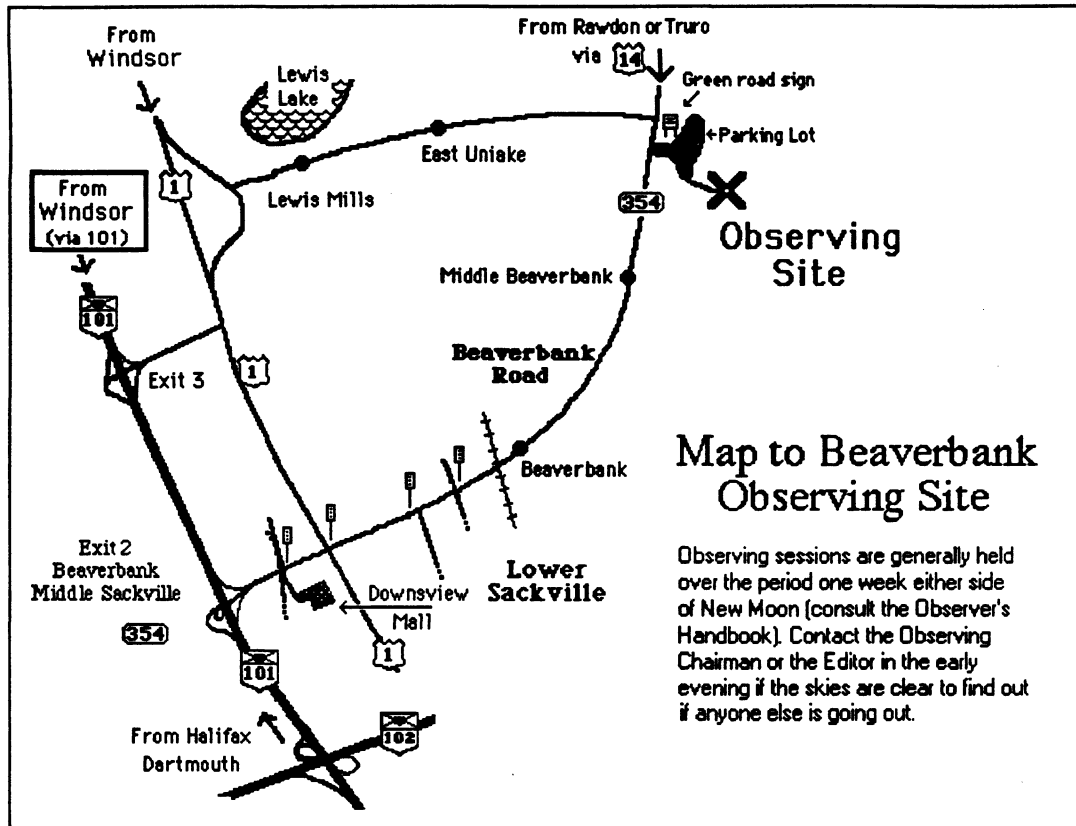 From
Windsor
Lewis
Lake
From Rawdon or Truro
via 14
Green road sign
Parking Lot
East Uniake
Lewis Mills
1
From
Windsor
(via 101)
354
Observing
Site
Middle Beaverbank
101
Exit 3
1
Beaverbank
Road
Beaverbank
Map to Beaverbank
Observing Site
Exit 2
Beaverbank
Middle Sackville
354
Lower
Sackville
Downsview
Mall
1
101
From Halifax
Dartmouth
102
Observing sessions are generally held
over the period one week either side
of New Moon (consult the Observer's
Handbook). Contact the Observing
Chairman or the Editor in the early
evening if the skies are clear to find out
if anyone else is going out.